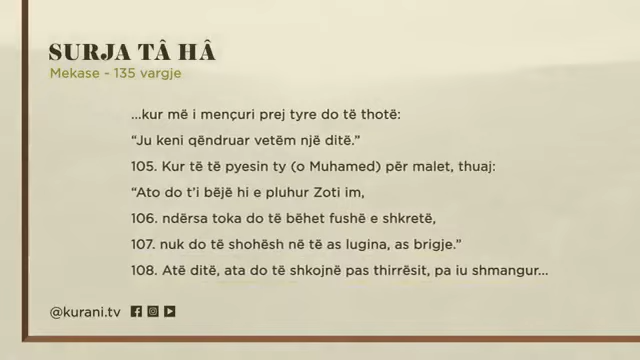 SURJA TÂ HÂ
Mekase - 135 vargje
...kur më i mençuri prej tyre do të thotë:
“Ju keni qëndruar vetëm një ditë.”
105. Kur të të pyesin ty (o Muhamed) për malet, thuaj:
“Ato do t’i bëjë hi e pluhur Zoti im,
106. ndërsa toka do të bëhet fushë e shkretë,
107. nuk do të shohësh në të as lugina, as brigje.”
108. Atë ditë, ata do të shkojnë pas thirrësit, pa iu shmangur...
@kurani.tv